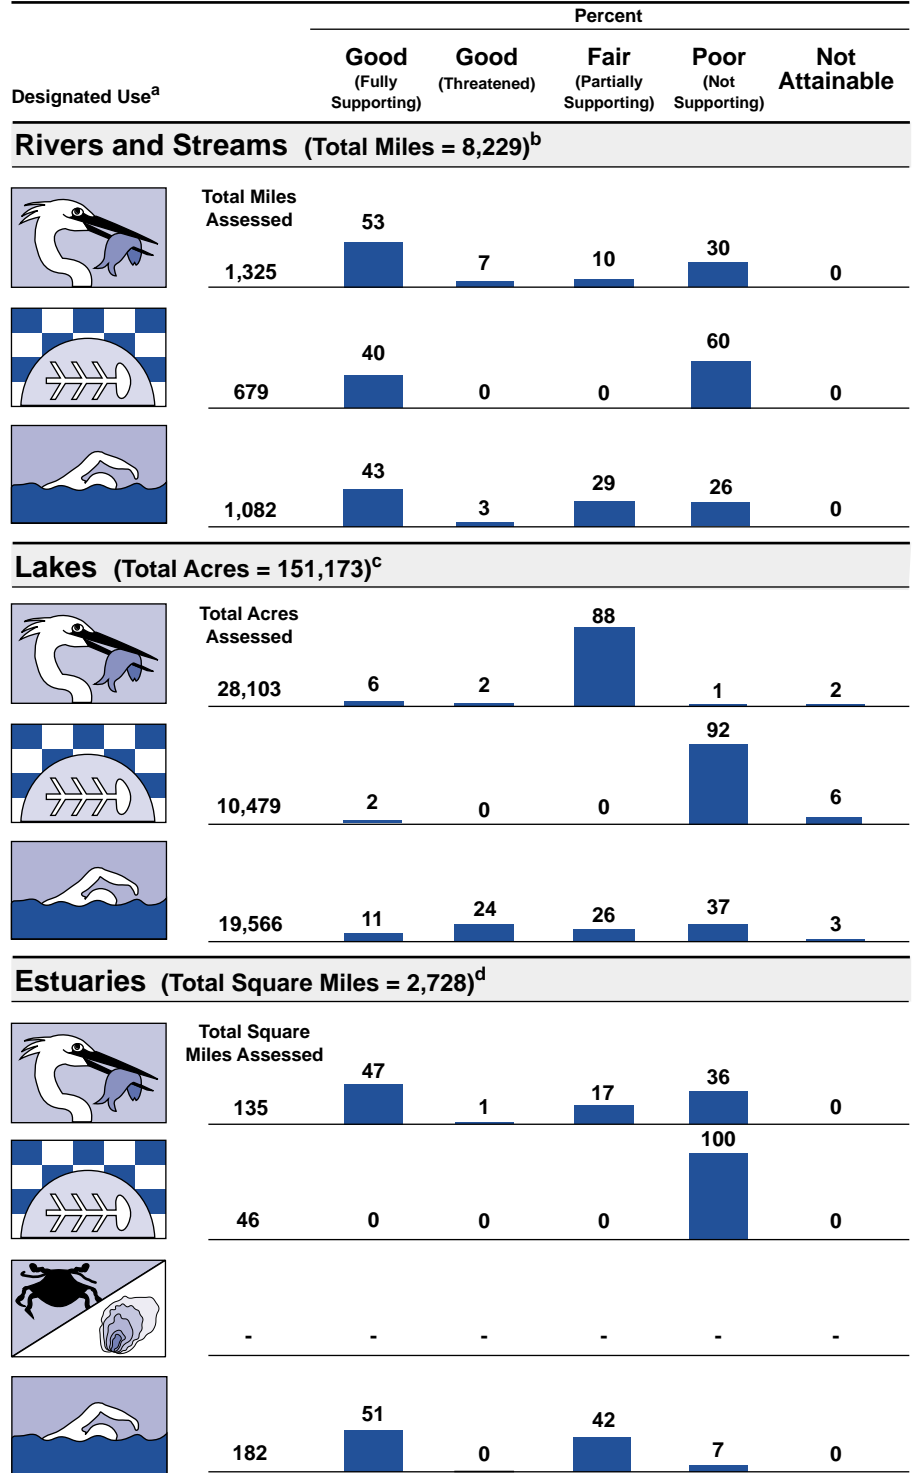 Percent
Designated Useᵃ
Good (Fully Supporting)
Good (Threatened)
Fair (Partially Supporting)
Poor (Not Supporting)
Not Attainable
Rivers and Streams (Total Miles = 8,229)ᵇ
Total Miles Assessed
1,325 53 7 10 30 0
679 40 0 0 60 0
1,082 43 3 29 26 0
Lakes (Total Acres = 151,173)ᶜ
Total Acres Assessed
28,103 6 2 88 1 2
10,479 2 0 0 92 6
19,566 11 24 26 37 3
Estuaries (Total Square Miles = 2,728)ᵈ
Total Square Miles Assessed
135 47 1 17 36 0
46 0 0 0 100 0
- - - - - -
182 51 0 42 7 0